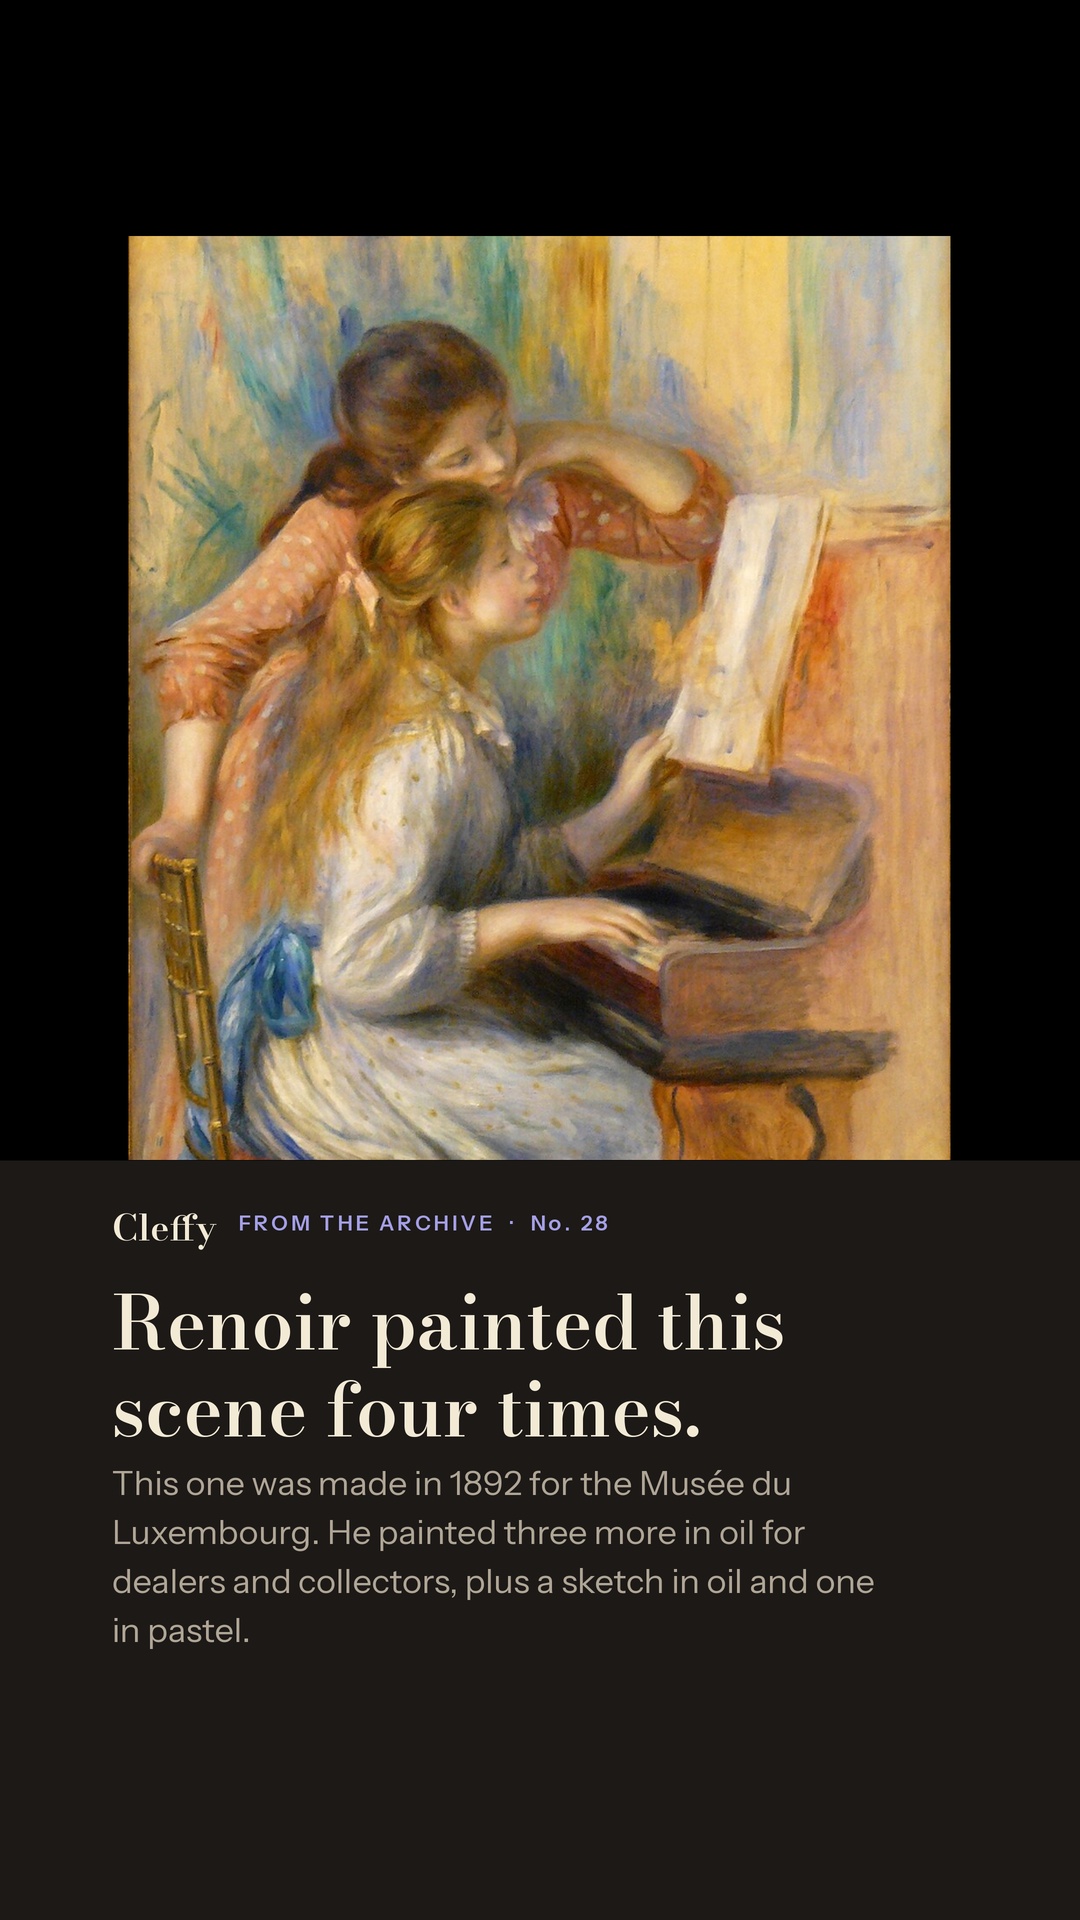 Cleffy FROM THE ARCHIVE · No. 28
Renoir painted this
scene four times.
This one was made in 1892 for the Musée du
Luxembourg. He painted three more in oil for
dealers and collectors, plus a sketch in oil and one
in pastel.